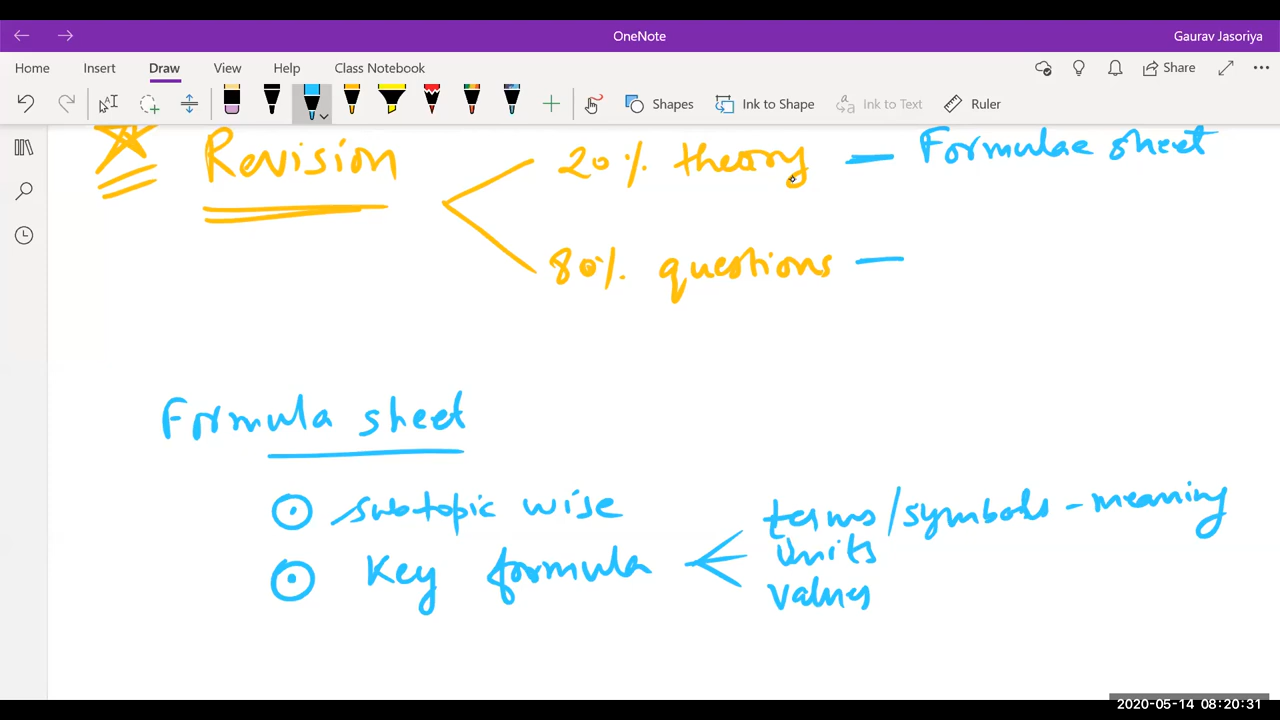 OneNote
Gaurav Jasoriya
Home Insert Draw View Help Class Notebook Share
Shapes Ink to Shape Ink to Text Ruler
Revision
20% theory — Formulae sheet
80% questions —
Formula sheet
subtopic wise
Key formula
terms/symbols - meaning
units
values
2020-05-14 08:20:31